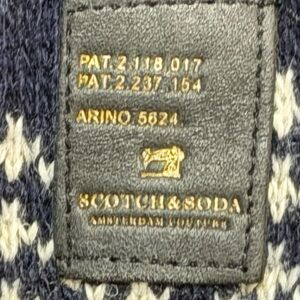 PAT.2.118.017
PAT.2.237.154
ARINO.5624.
SCOTCH&SODA
AMSTERDAM COUTURE